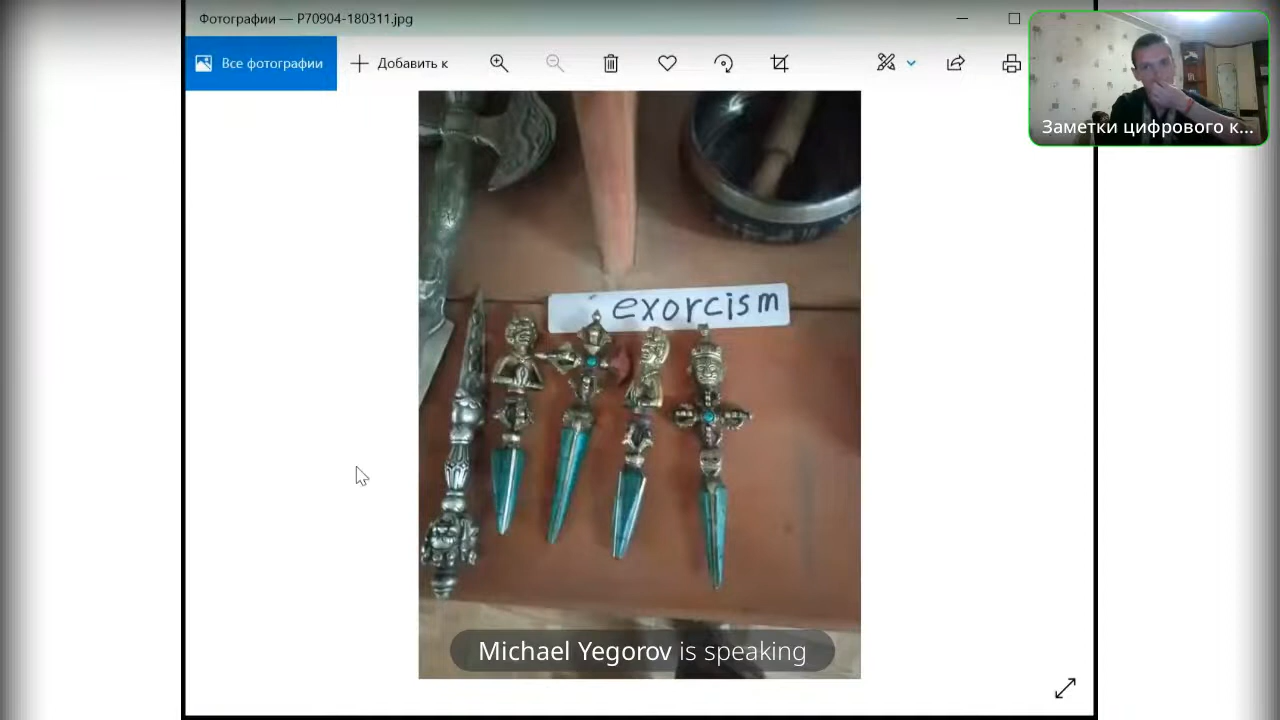 Фотографии — P70904-180311.jpg
Все фотографии
Добавить к
Заметки цифрового к...
exorcism
Michael Yegorov is speaking